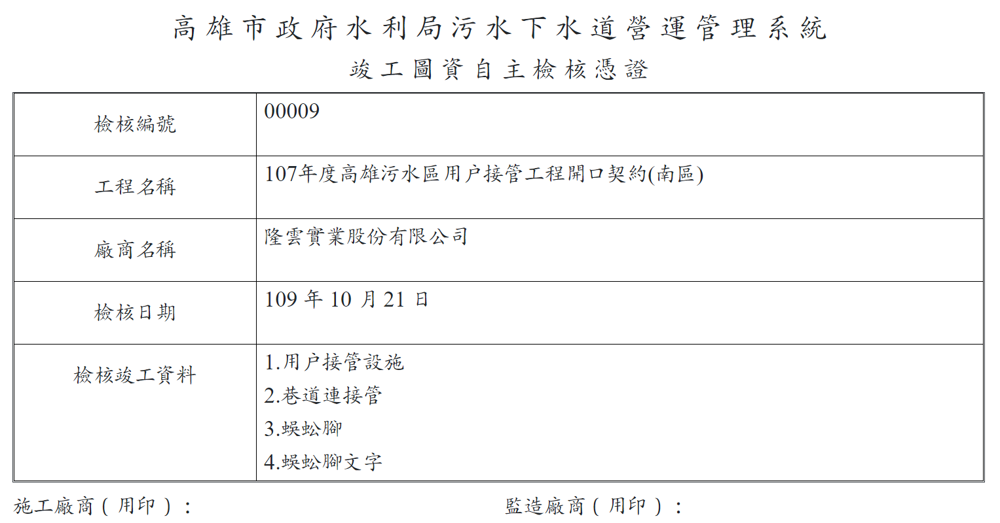 高雄市政府水利局污水下水道營運管理系統
竣工圖資自主檢核憑證
檢核編號 00009
工程名稱 107年度高雄污水區用户接管工程開口契約(南區)
廠商名稱 隆雲實業股份有限公司
檢核日期 109 年 10 月 21 日
檢核竣工資料 1.用户接管設施
2.巷道連接管
3.蜈蚣腳
4.蜈蚣腳文字
施工廠商(用印): 監造廠商(用印):